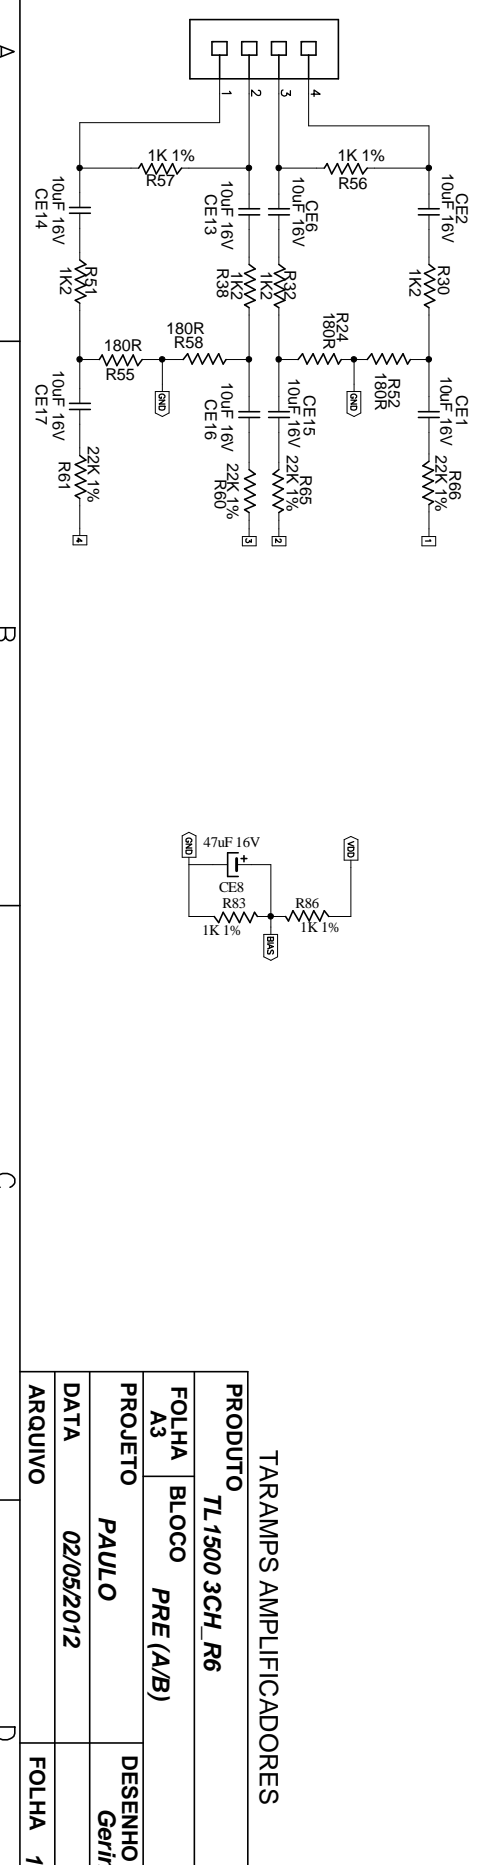 A
1
2
3
4
1K 1%
R57
1K 1%
R56
10uF 16V
CE14
10uF 16V
CE13
CE6
10uF 16V
CE2
10uF 16V
R51
1K2
1K2
R38
R32
1K2
R30
1K2
180R
R55
180R
R58
R24
180R
R52
180R
GND
GND
10uF 16V
CE17
10uF 16V
CE16
CE15
10uF 16V
CE1
10uF 16V
22K 1%
R61
22K 1%
R60
R65
22K 1%
R66
22K 1%
4
3
2
1
B
GND
47uF 16V
+
CE8
VDD
R83
1K 1%
R86
1K 1%
BIAS
C
TARAMPS AMPLIFICADORES
PRODUTO
TL1500 3CH_R6
FOLHA
A3
BLOCO
PRE (A/B)
PROJETO
PAULO
DESENHO
DATA
02/05/2012
ARQUIVO
FOLHA
D